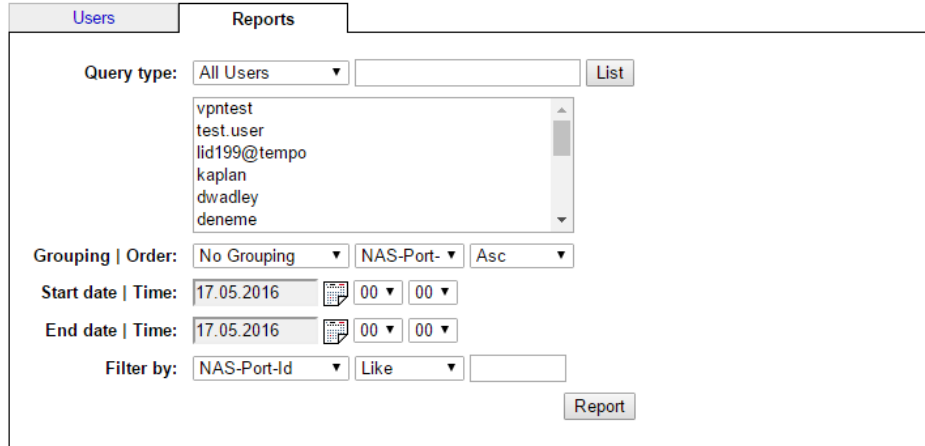 Users Reports
Query type: All Users List
vpntest
test.user
lid199@tempo
kaplan
dwadley
deneme
Grouping | Order: No Grouping NAS-Port- Asc
Start date | Time: 17.05.2016 00 00
End date | Time: 17.05.2016 00 00
Filter by: NAS-Port-Id Like
Report